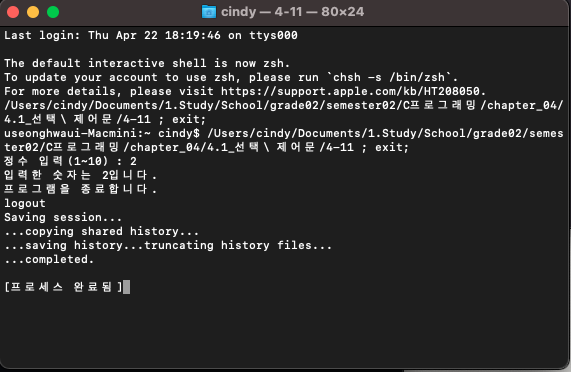 cindy — 4-11 — 80×24
Last login: Thu Apr 22 18:19:46 on ttys000
The default interactive shell is now zsh.
To update your account to use zsh, please run `chsh -s /bin/zsh`.
For more details, please visit https://support.apple.com/kb/HT208050.
/Users/cindy/Documents/1.Study/School/grade02/semester02/C프로그래밍/chapter_04/
4.1_선택\ 제어문/4-11 ; exit;
useonghwaui-Macmini:~ cindy$ /Users/cindy/Documents/1.Study/School/grade02/semes
ter02/C프로그래밍/chapter_04/4.1_선택\ 제어문/4-11 ; exit;
정수 입력(1~10) : 2
입력한 숫자는 2입니다.
프로그램을 종료합니다.
logout
Saving session...
...copying shared history...
...saving history...truncating history files...
...completed.
[프로세스 완료됨]